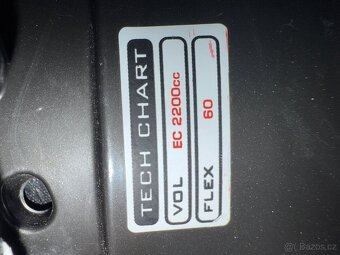 TECH CHART
VOL EC 2200cc
FLEX 60
bazos.cz